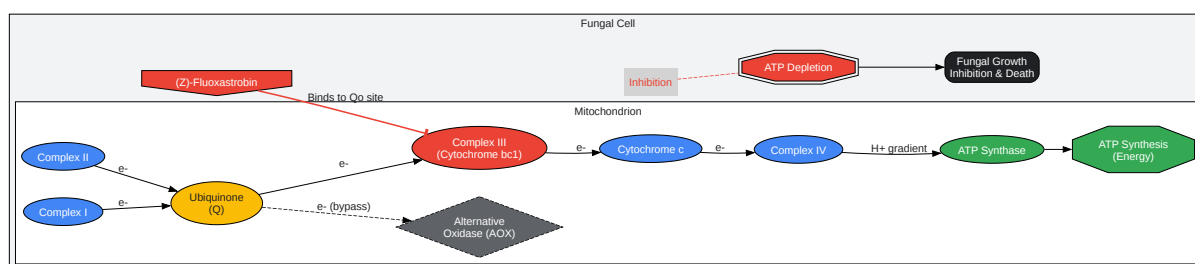 Fungal Cell
(Z)-Fluoxastrobin
Inhibition
ATP Depletion
Fungal Growth
Inhibition & Death
Binds to Qo site
Mitochondrion
Complex II
e-
Complex I
e-
Ubiquinone
(Q)
e-
e- (bypass)
Complex III
(Cytochrome bc1)
Alternative
Oxidase (AOX)
e-
Cytochrome c
e-
Complex IV
H+ gradient
ATP Synthase
ATP Synthesis
(Energy)